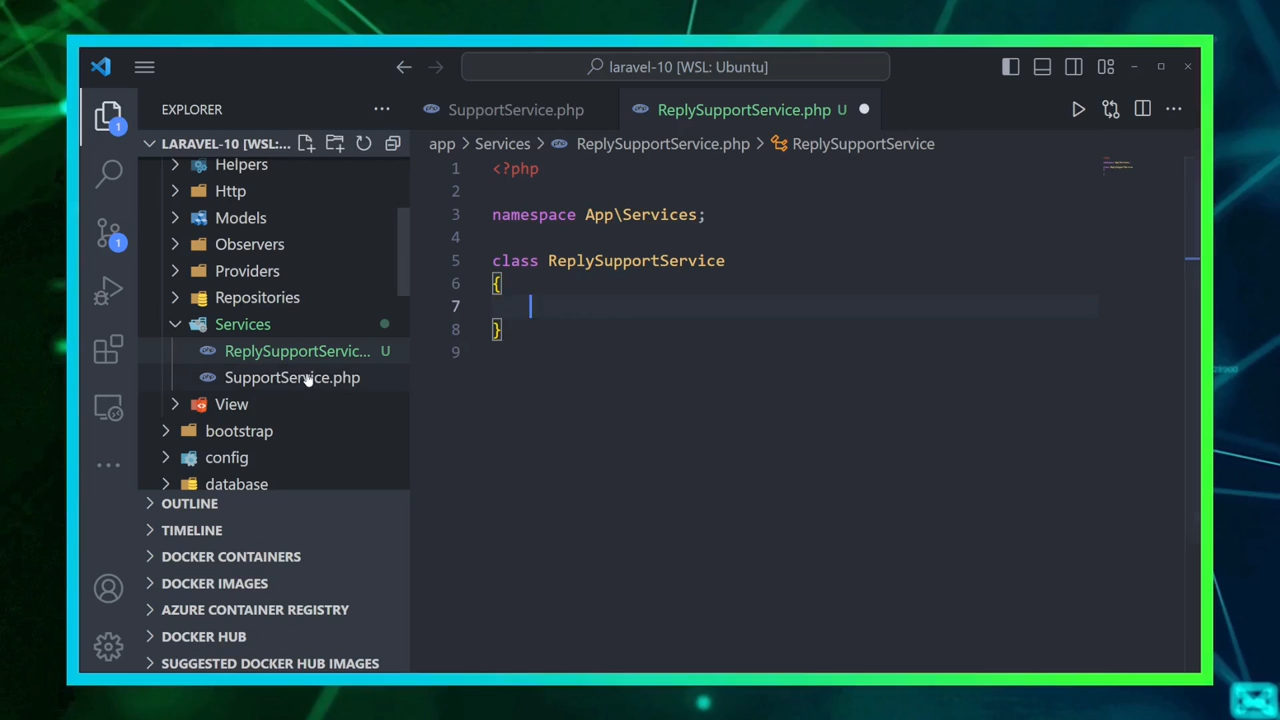 laravel-10 [WSL: Ubuntu]
EXPLORER
SupportService.php
ReplySupportService.php U
LARAVEL-10 [WSL:...
app > Services > ReplySupportService.php > ReplySupportService
1
1
Helpers
Http
Models
Observers
Providers
Repositories
Services
ReplySupportServic... U
SupportService.php
View
bootstrap
config
database
OUTLINE
TIMELINE
DOCKER CONTAINERS
DOCKER IMAGES
AZURE CONTAINER REGISTRY
DOCKER HUB
SUGGESTED DOCKER HUB IMAGES
1 <?php
2
3 namespace App\Services;
4
5 class ReplySupportService
6 {
7
8 }
9